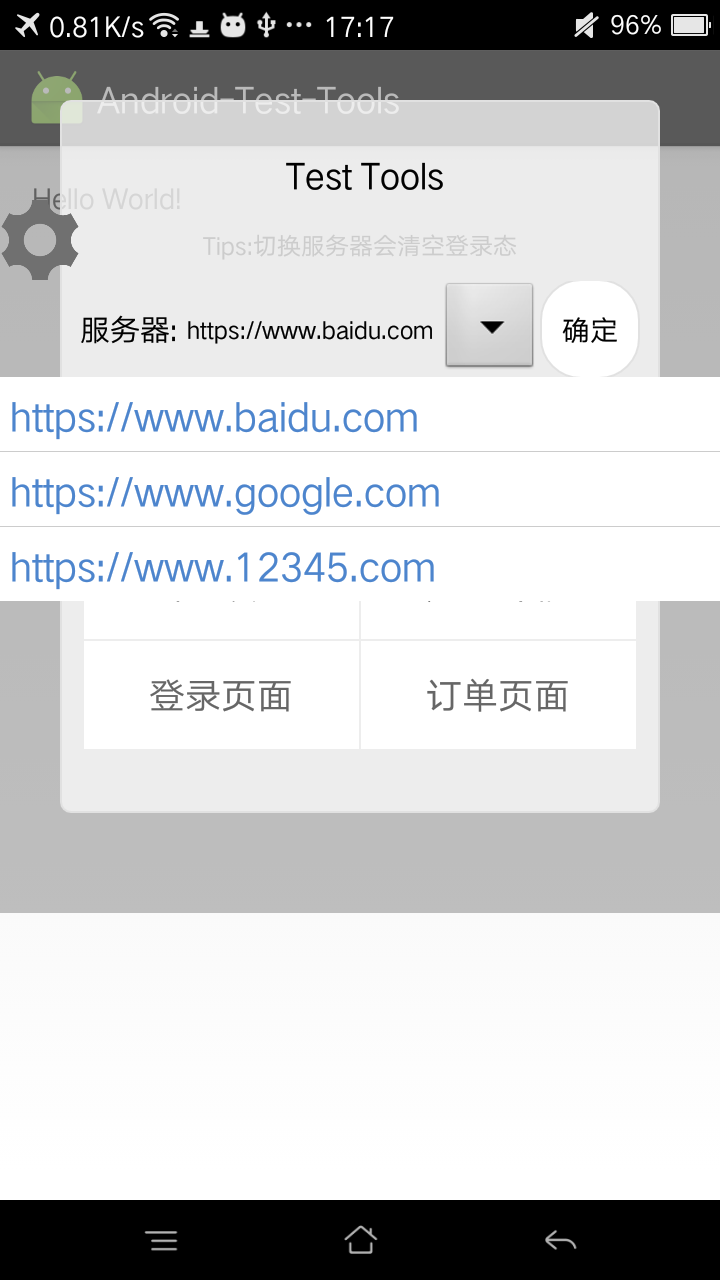 0.81K/s 17:17 96%
Android-Test-Tools
Test Tools
Hello World!
Tips:切换服务器会清空登录态
服务器: https://www.baidu.com 确定
https://www.baidu.com
https://www.google.com
https://www.12345.com
登录页面 订单页面